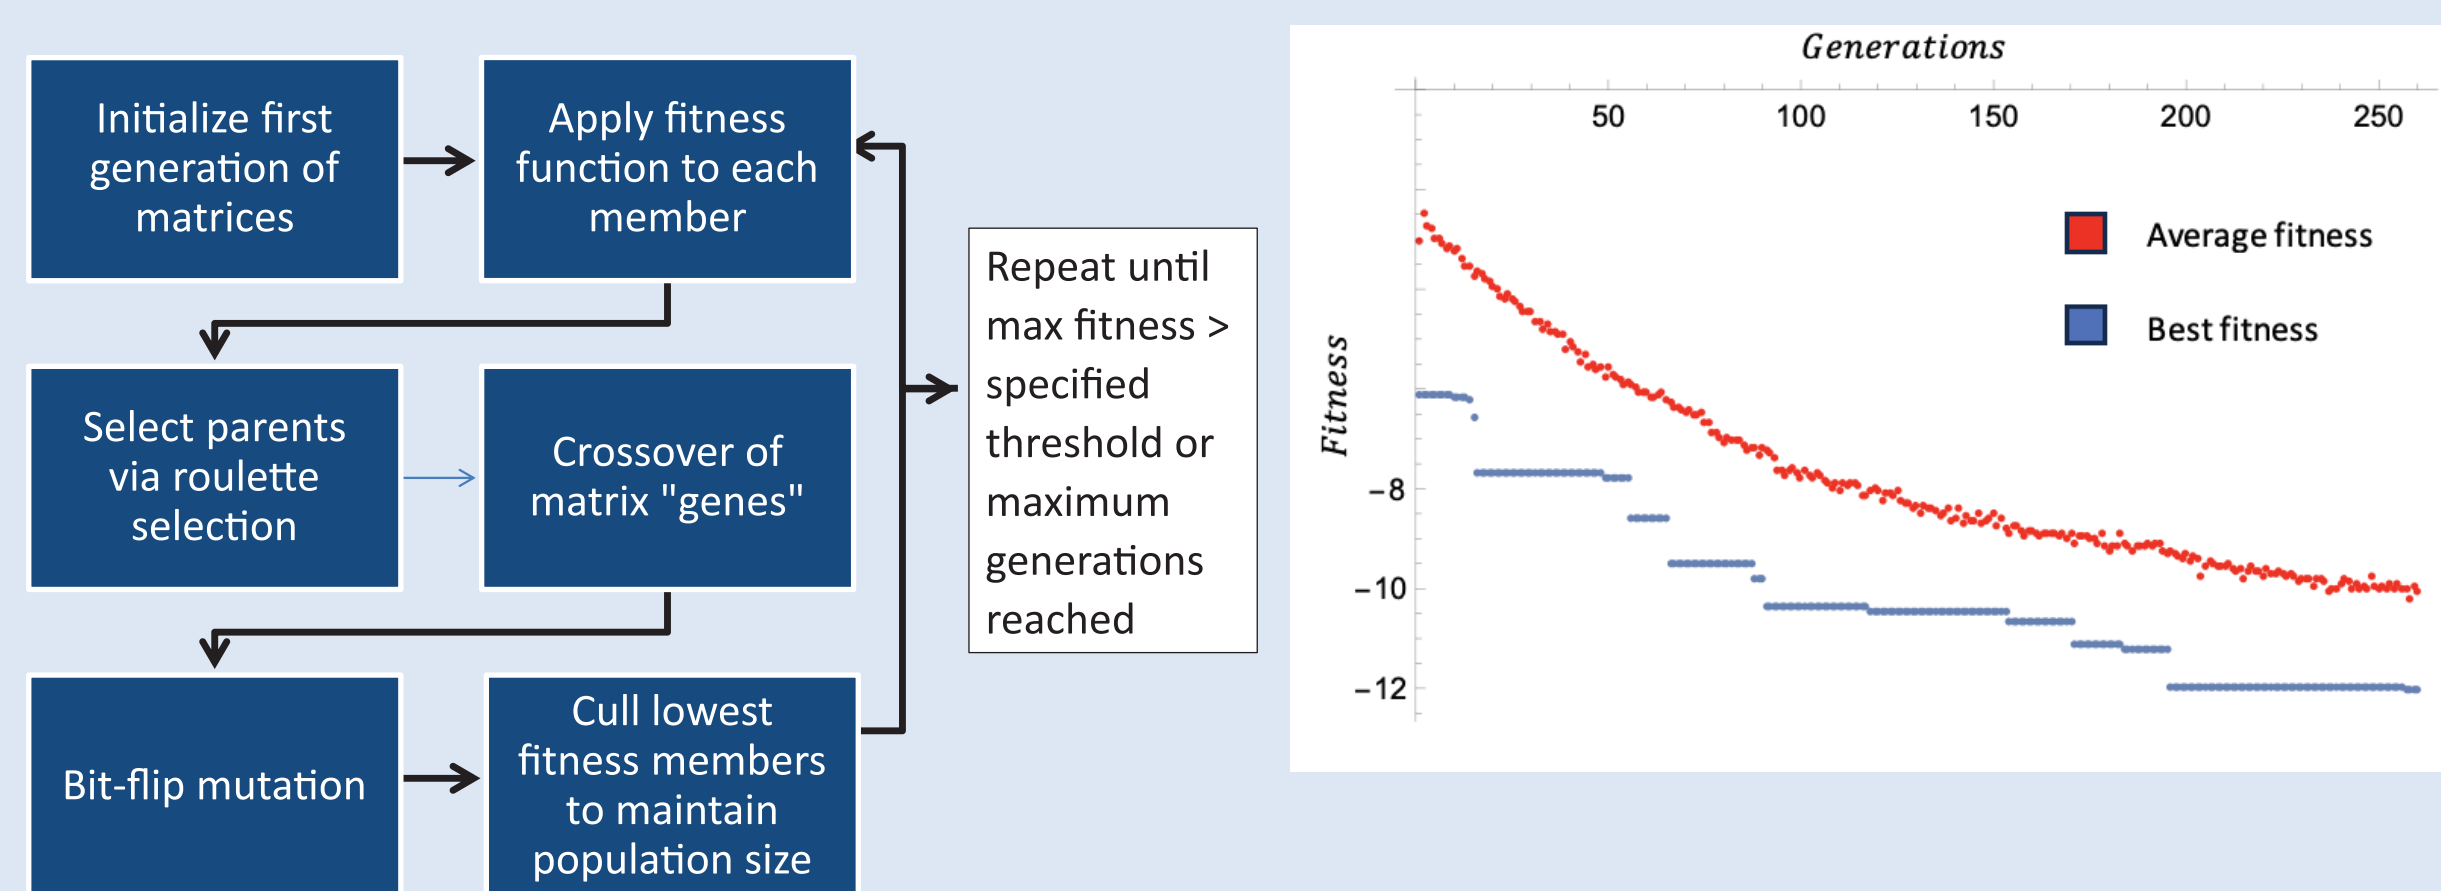 Initialize first
generation of
matrices
Apply fitness
function to each
member
Select parents
via roulette
selection
Crossover of
matrix "genes"
Bit-flip mutation
Cull lowest
fitness members
to maintain
population size
Repeat until
max fitness >
specified
threshold or
maximum
generations
reached
Generations
50 100 150 200 250
Average fitness
Best fitness
Fitness
−8
−10
−12